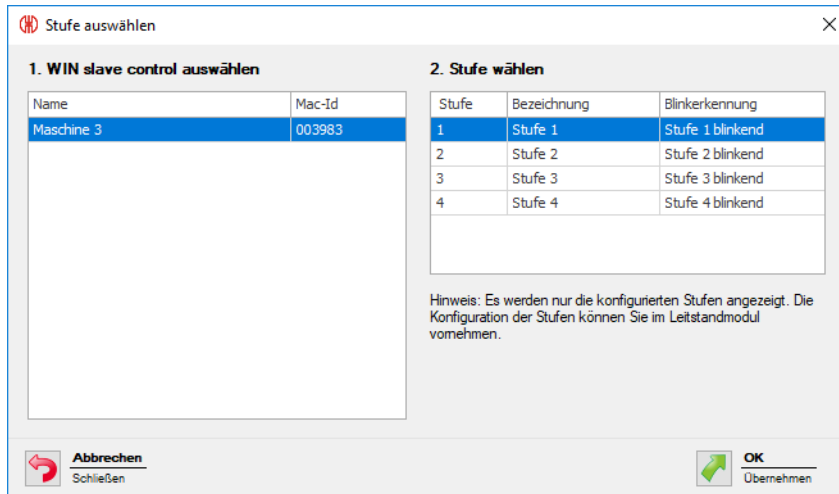 Stufe auswählen
1. WIN slave control auswählen
Name Mac-Id
Maschine 3 003983
2. Stufe wählen
Stufe Bezeichnung Blinkerkennung
1 Stufe 1 Stufe 1 blinkend
2 Stufe 2 Stufe 2 blinkend
3 Stufe 3 Stufe 3 blinkend
4 Stufe 4 Stufe 4 blinkend
Hinweis: Es werden nur die konfigurierten Stufen angezeigt. Die
Konfiguration der Stufen können Sie im Leitstandmodul
vornehmen.
Abbrechen
Schließen
OK
Übernehmen